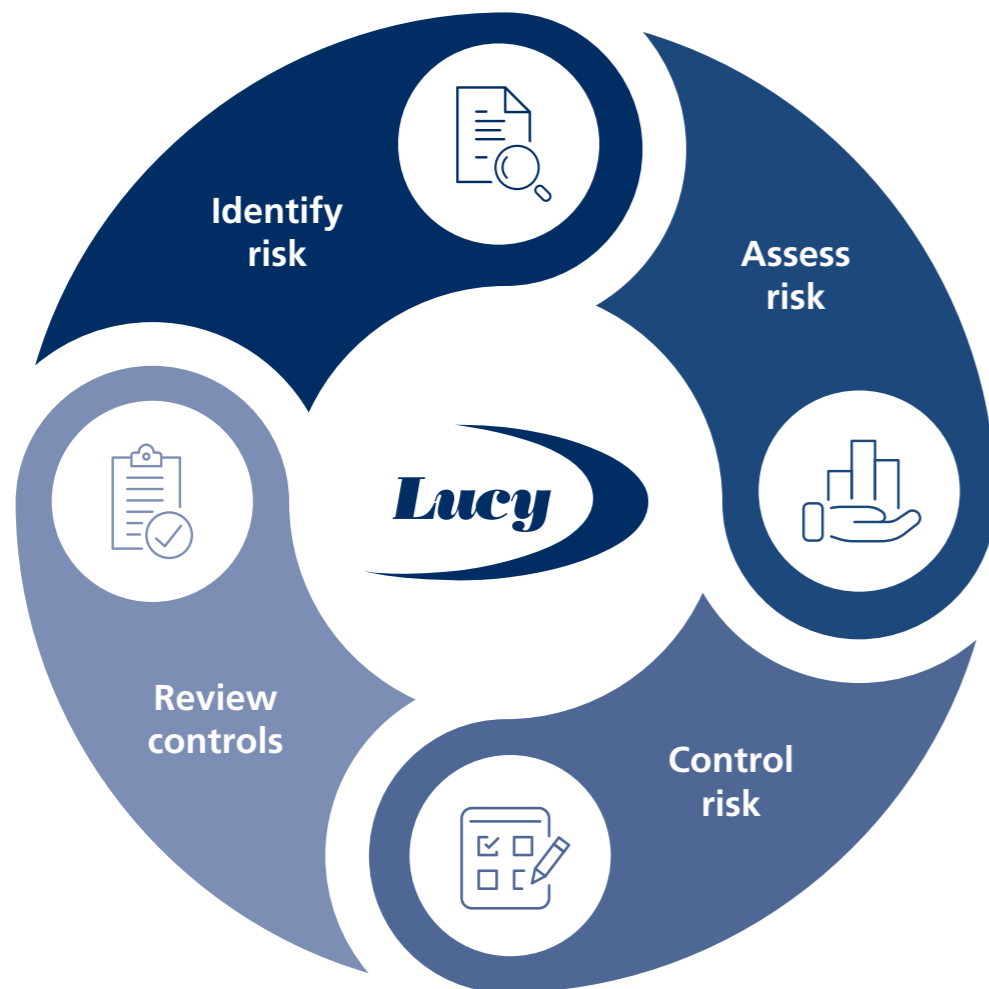 Identify
risk
Assess
risk
Lucy
Review
controls
Control
risk